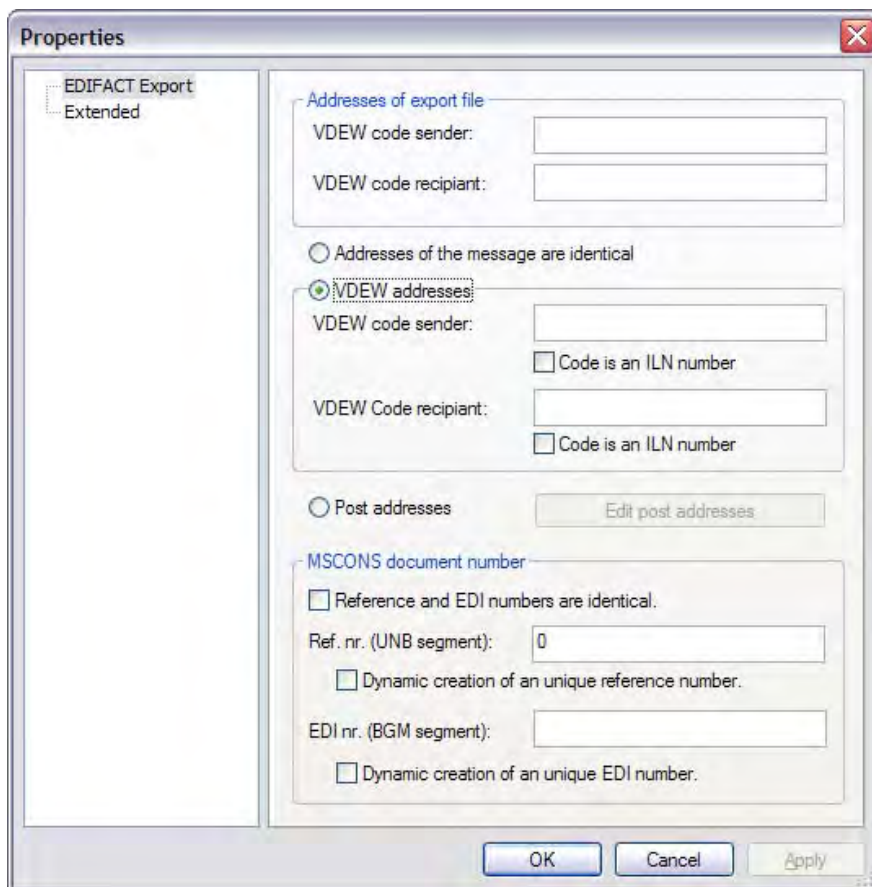 Properties
EDIFACT Export
Extended
Addresses of export file
VDEW code sender:
VDEW code recipiant:
Addresses of the message are identical
VDEW addresses
VDEW code sender:
Code is an ILN number
VDEW Code recipiant:
Code is an ILN number
Post addresses
Edit post addresses
MSCONS document number
Reference and EDI numbers are identical.
Ref. nr. (UNB segment): 0
Dynamic creation of an unique reference number.
EDI nr. (BGM segment):
Dynamic creation of an unique EDI number.
OK Cancel Apply